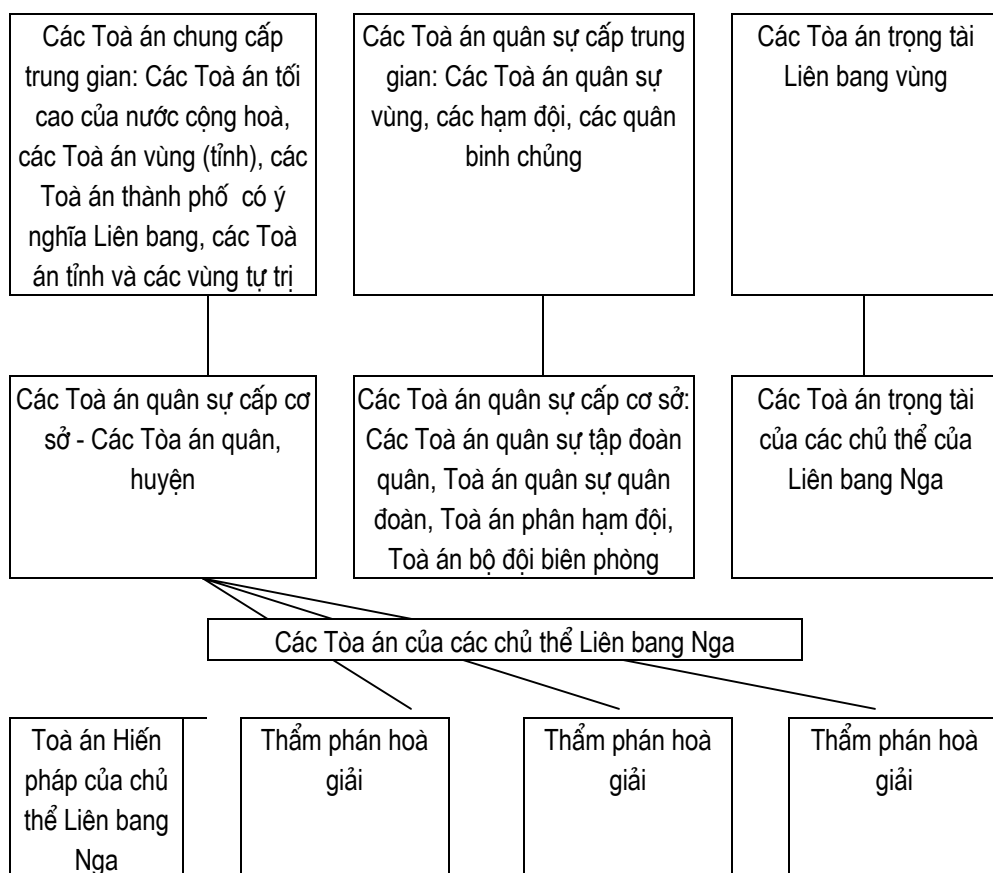 Các Toà án chung cấp
trung gian: Các Toà án tối
cao của nước cộng hoà,
các Toà án vùng (tỉnh), các
Toà án thành phố có ý
nghĩa Liên bang, các Toà
án tỉnh và các vùng tự trị
Các Toà án quân sự cấp trung
gian: Các Toà án quân sự
vùng, các hạm đội, các quân
binh chủng
Các Tòa án trọng tài
Liên bang vùng
Các Toà án quân sự cấp cơ
sở - Các Tòa án quân,
huyện
Các Toà án quân sự cấp cơ sở:
Các Toà án quân sự tập đoàn
quân, Toà án quân sự quân
đoàn, Toà án phân hạm đội,
Toà án bộ đội biên phòng
Các Toà án trọng tài
của các chủ thể của
Liên bang Nga
Các Tòa án của các chủ thể Liên bang Nga
Toà án Hiến
pháp của chủ
thể Liên bang
Nga
Thẩm phán hoà
giải
Thẩm phán hoà
giải
Thẩm phán hoà
giải